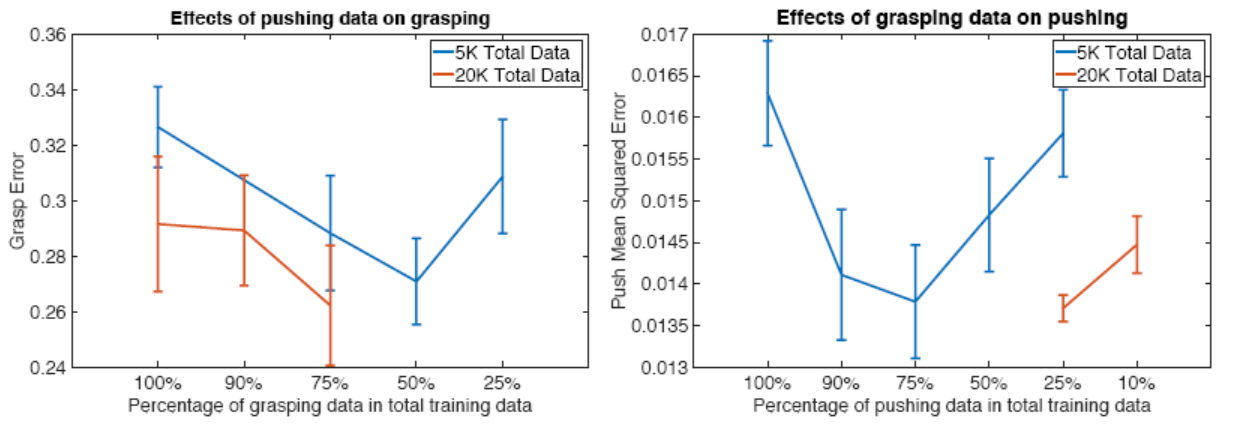 Effects of pushing data on grasping
0.36
0.34
0.32
0.3
0.28
0.26
0.24
Grasp Error
5K Total Data
20K Total Data
100% 90% 75% 50% 25%
Percentage of grasping data in total training data
Effects of grasping data on pushing
0.017
0.0165
0.016
0.0155
0.015
0.0145
0.014
0.0135
0.013
Push Mean Squared Error
5K Total Data
20K Total Data
100% 90% 75% 50% 25% 10%
Percentage of pushing data in total training data